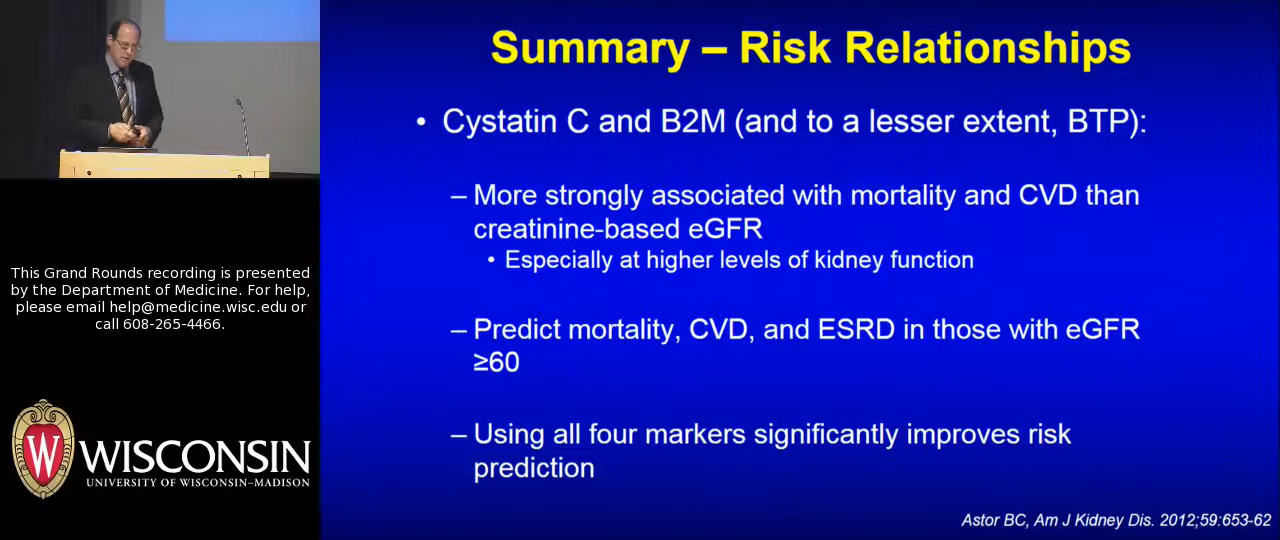 Summary – Risk Relationships
• Cystatin C and B2M (and to a lesser extent, BTP):
– More strongly associated with mortality and CVD than
creatinine-based eGFR
• Especially at higher levels of kidney function
– Predict mortality, CVD, and ESRD in those with eGFR
≥60
– Using all four markers significantly improves risk
prediction
Astor BC, Am J Kidney Dis. 2012;59:653-62
This Grand Rounds recording is presented
by the Department of Medicine. For help,
please email help@medicine.wisc.edu or
call 608-265-4466.
W
WISCONSIN
UNIVERSITY OF WISCONSIN–MADISON